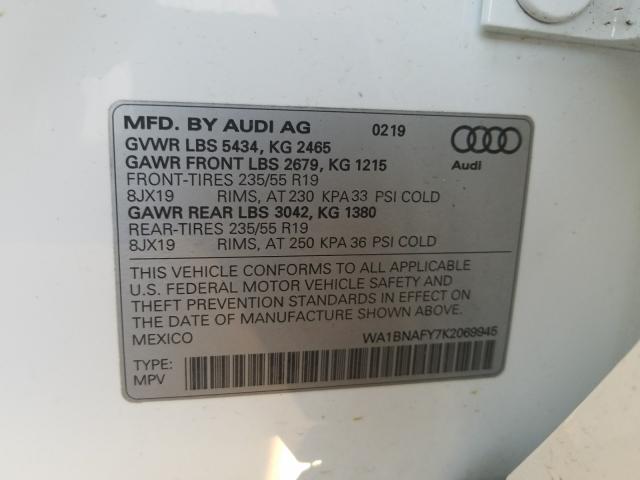 MFD. BY AUDI AG 0219
GVWR LBS 5434, KG 2465
GAWR FRONT LBS 2679, KG 1215
FRONT-TIRES 235/55 R19
8JX19 RIMS, AT 230 KPA 33 PSI COLD
GAWR REAR LBS 3042, KG 1380
REAR-TIRES 235/55 R19
8JX19 RIMS, AT 250 KPA 36 PSI COLD
Audi
THIS VEHICLE CONFORMS TO ALL APPLICABLE
U.S. FEDERAL MOTOR VEHICLE SAFETY AND
THEFT PREVENTION STANDARDS IN EFFECT ON
THE DATE OF MANUFACTURE SHOWN ABOVE.
MEXICO WA1BNAFY7K2069945
TYPE:
MPV